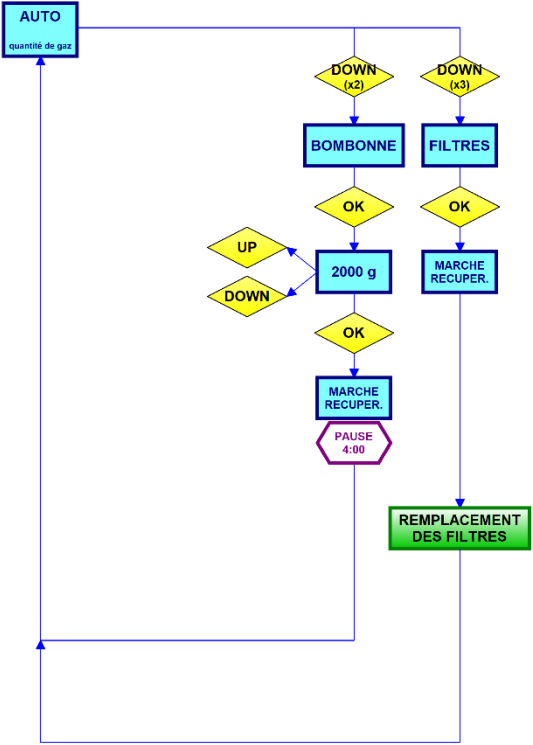 AUTO
quantité de gaz
DOWN
(x2)
DOWN
(x3)
BOMBONNE
FILTRES
OK
OK
UP
2000 g
MARCHE
RECUPER.
DOWN
OK
MARCHE
RECUPER.
PAUSE
4:00
REMPLACEMENT
DES FILTRES